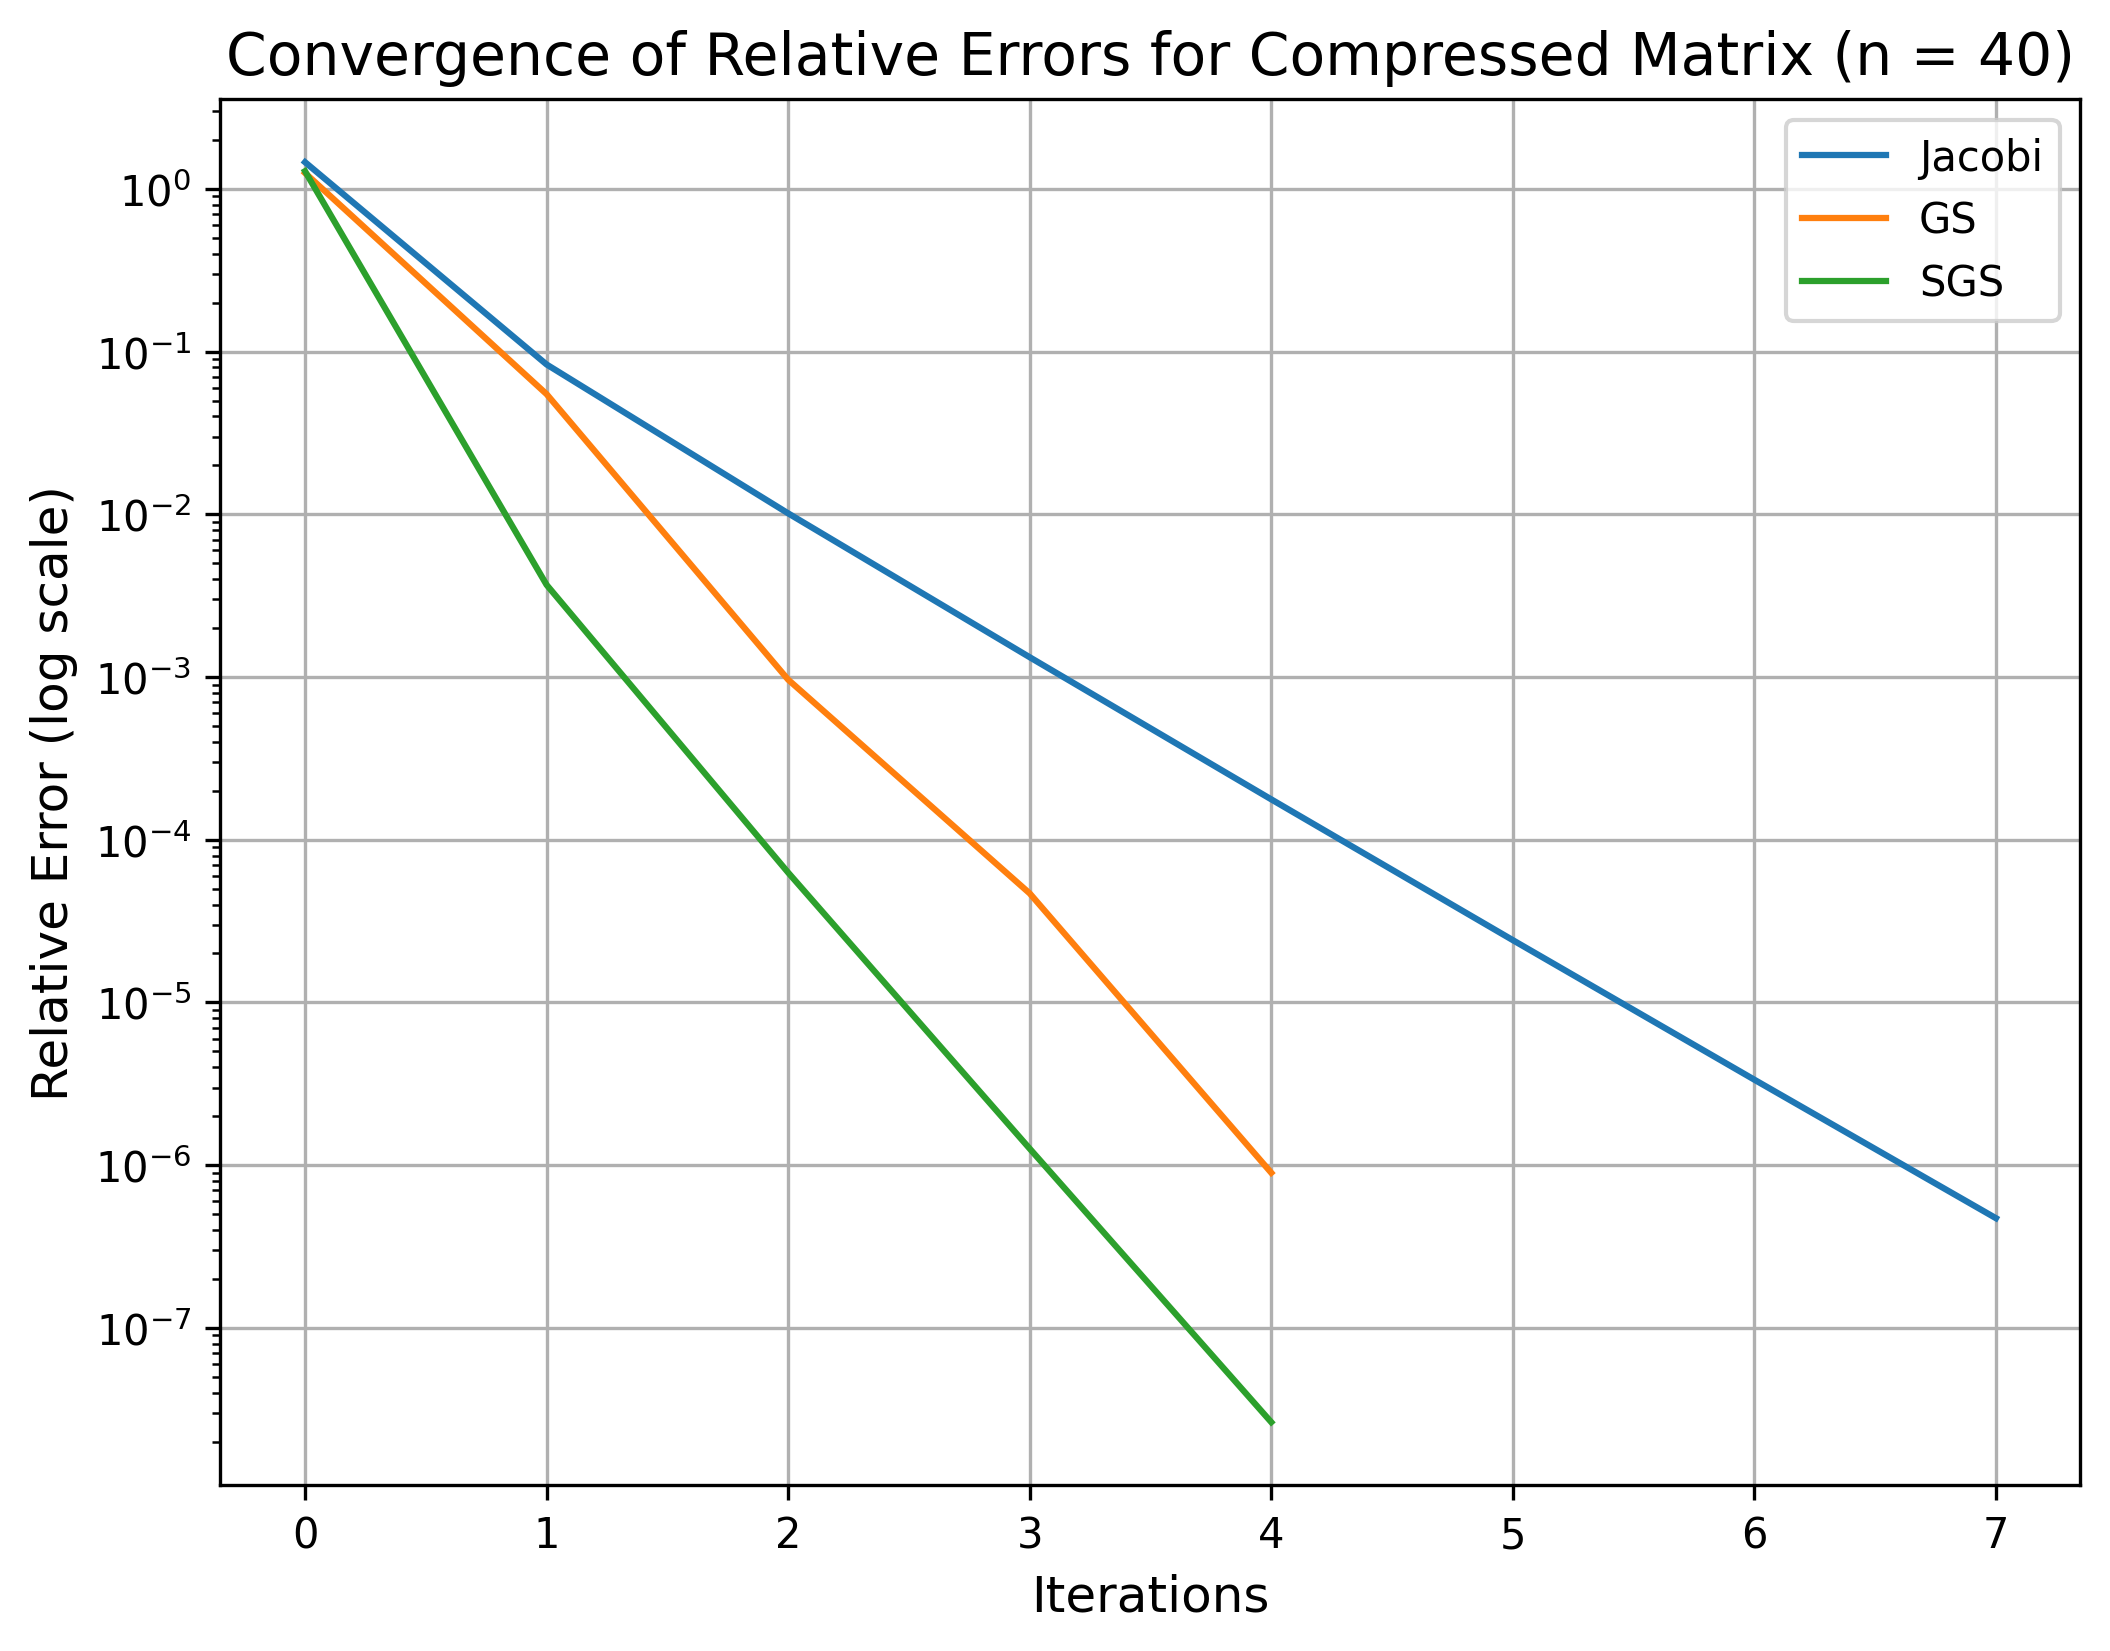 Convergence of Relative Errors for Compressed Matrix (n = 40)
Jacobi
GS
SGS
Relative Error (log scale)
10⁰
10⁻¹
10⁻²
10⁻³
10⁻⁴
10⁻⁵
10⁻⁶
10⁻⁷
0 1 2 3 4 5 6 7
Iterations